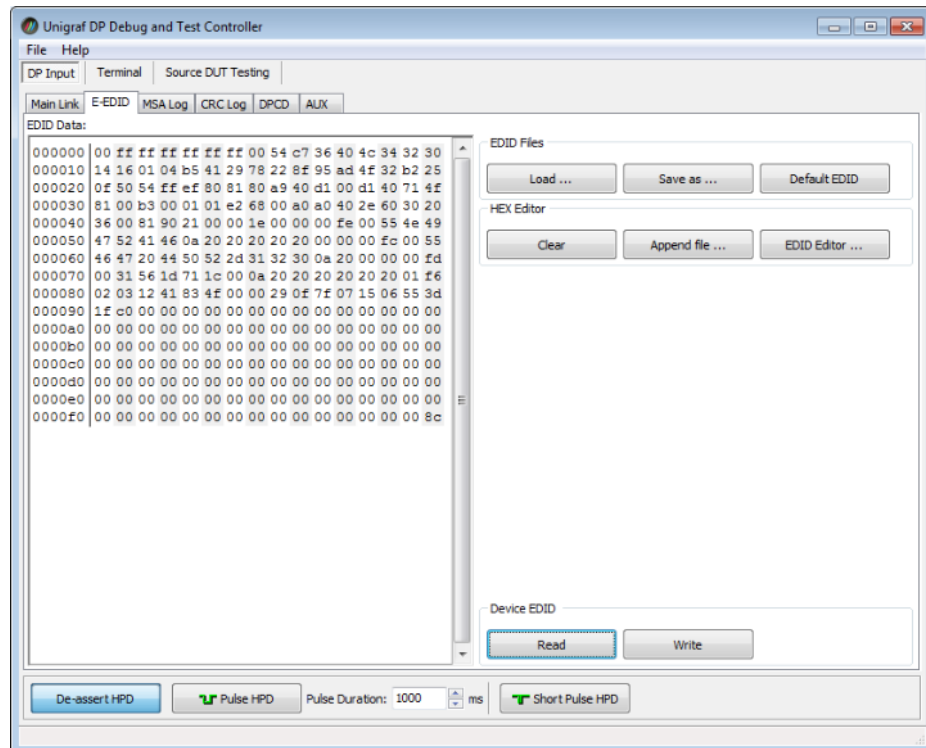 Unigraf DP Debug and Test Controller
File Help
DP Input Terminal Source DUT Testing
Main Link E-EDID MSA Log CRC Log DPCD AUX
EDID Data:
000000 00 ff ff ff ff ff ff 00 54 c7 36 40 4c 34 32 30
000010 14 16 01 04 b5 41 29 78 22 8f 95 ad 4f 32 b2 25
000020 0f 50 54 ff ef 80 81 80 a9 40 d1 00 d1 40 71 4f
000030 81 00 b3 00 01 01 e2 68 00 a0 a0 40 2e 60 30 20
000040 36 00 81 90 21 00 00 1e 00 00 00 fe 00 55 4e 49
000050 47 52 41 46 0a 20 20 20 20 20 00 00 00 fc 00 55
000060 46 47 20 44 50 52 2d 31 32 30 0a 20 00 00 00 fd
000070 00 31 56 1d 71 1c 00 0a 20 20 20 20 20 20 01 f6
000080 02 03 12 41 83 4f 00 00 29 0f 7f 07 15 06 55 3d
000090 1f c0 00 00 00 00 00 00 00 00 00 00 00 00 00 00
0000a0 00 00 00 00 00 00 00 00 00 00 00 00 00 00 00 00
0000b0 00 00 00 00 00 00 00 00 00 00 00 00 00 00 00 00
0000c0 00 00 00 00 00 00 00 00 00 00 00 00 00 00 00 00
0000d0 00 00 00 00 00 00 00 00 00 00 00 00 00 00 00 00
0000e0 00 00 00 00 00 00 00 00 00 00 00 00 00 00 00 00
0000f0 00 00 00 00 00 00 00 00 00 00 00 00 00 00 00 8c
EDID Files
Load ... Save as ... Default EDID
HEX Editor
Clear Append file ... EDID Editor ...
Device EDID
Read Write
De-assert HPD Pulse HPD Pulse Duration: 1000 ms Short Pulse HPD